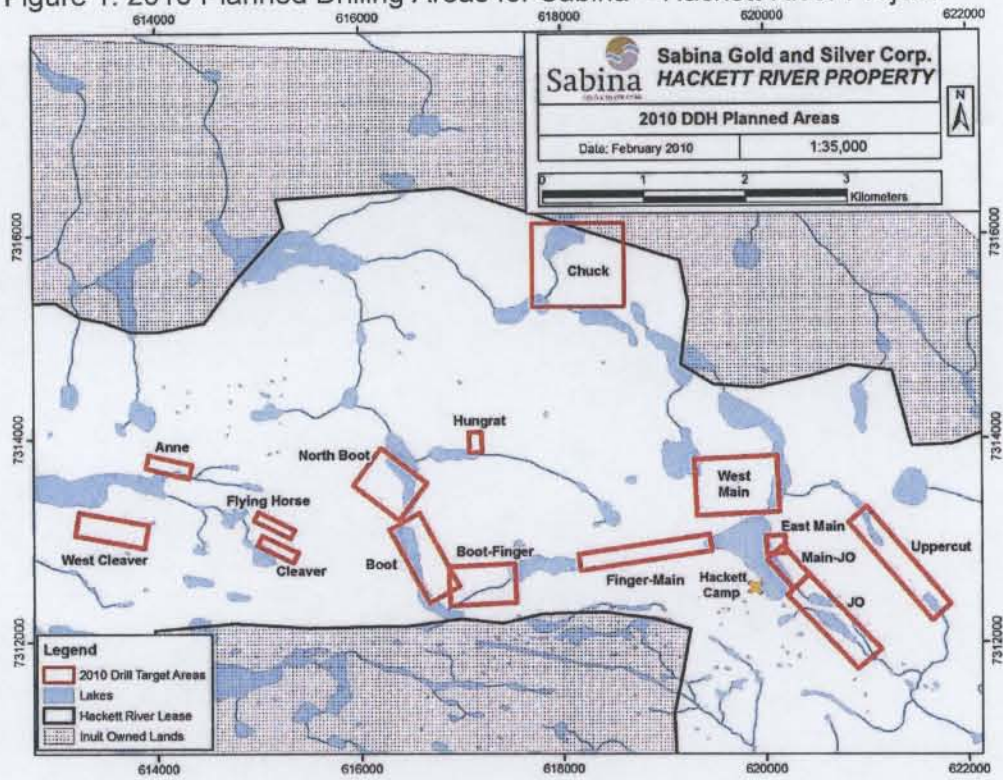 614000
616000
618000
620000
622000
Sabina
Sabina Gold and Silver Corp.
HACKETT RIVER PROPERTY
2010 DDH Planned Areas
Date: February 2010
1:35,000
0 1 2 3
Kilometers
N
7316000
7316000
Chuck
7314000
7314000
Hungrat
Anne
North Boot
West
Main
Flying Horse
East Main
West Cleaver
Cleaver
Boot
Boot-Finger
Finger-Main
Main-JO
Uppercut
Hackett
Camp
JO
7312000
7312000
Legend
2010 Drill Target Areas
Lakes
Hackett River Lease
Inuit Owned Lands
614000
616000
618000
620000
622000